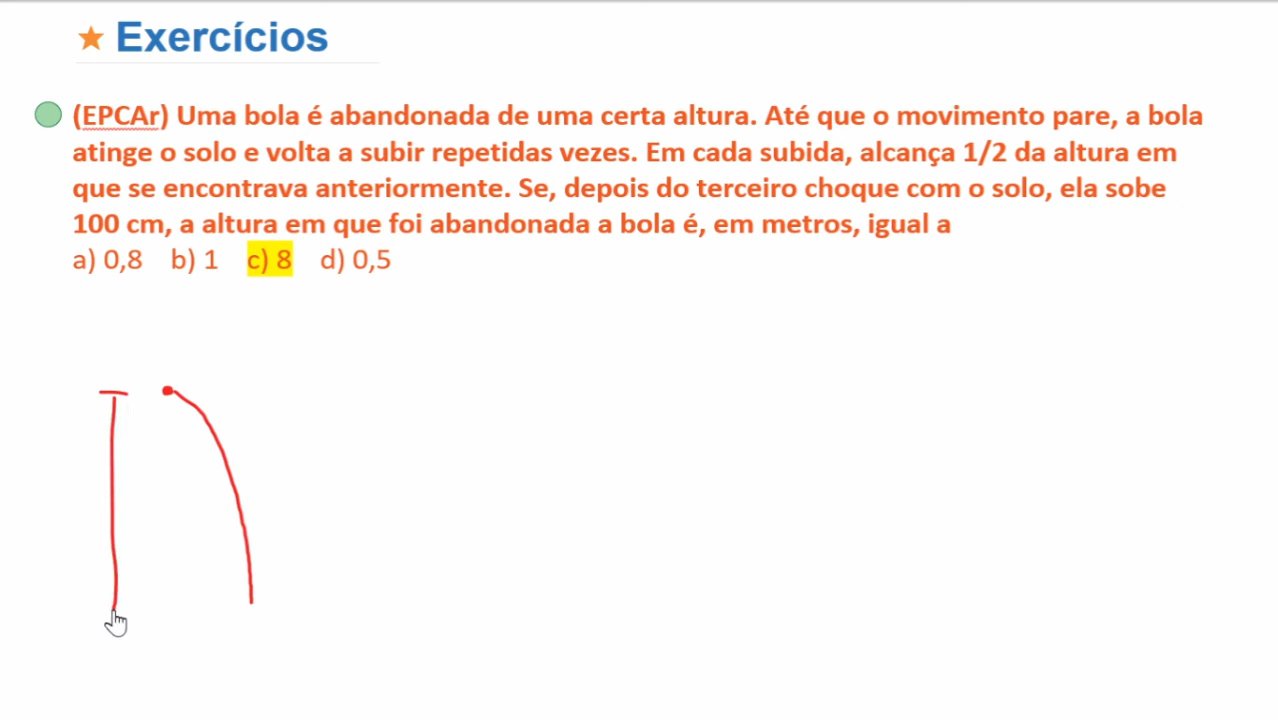 Exercícios
(EPCAr) Uma bola é abandonada de uma certa altura. Até que o movimento pare, a bola
atinge o solo e volta a subir repetidas vezes. Em cada subida, alcança 1/2 da altura em
que se encontrava anteriormente. Se, depois do terceiro choque com o solo, ela sobe
100 cm, a altura em que foi abandonada a bola é, em metros, igual a
a) 0,8 b) 1 c) 8 d) 0,5